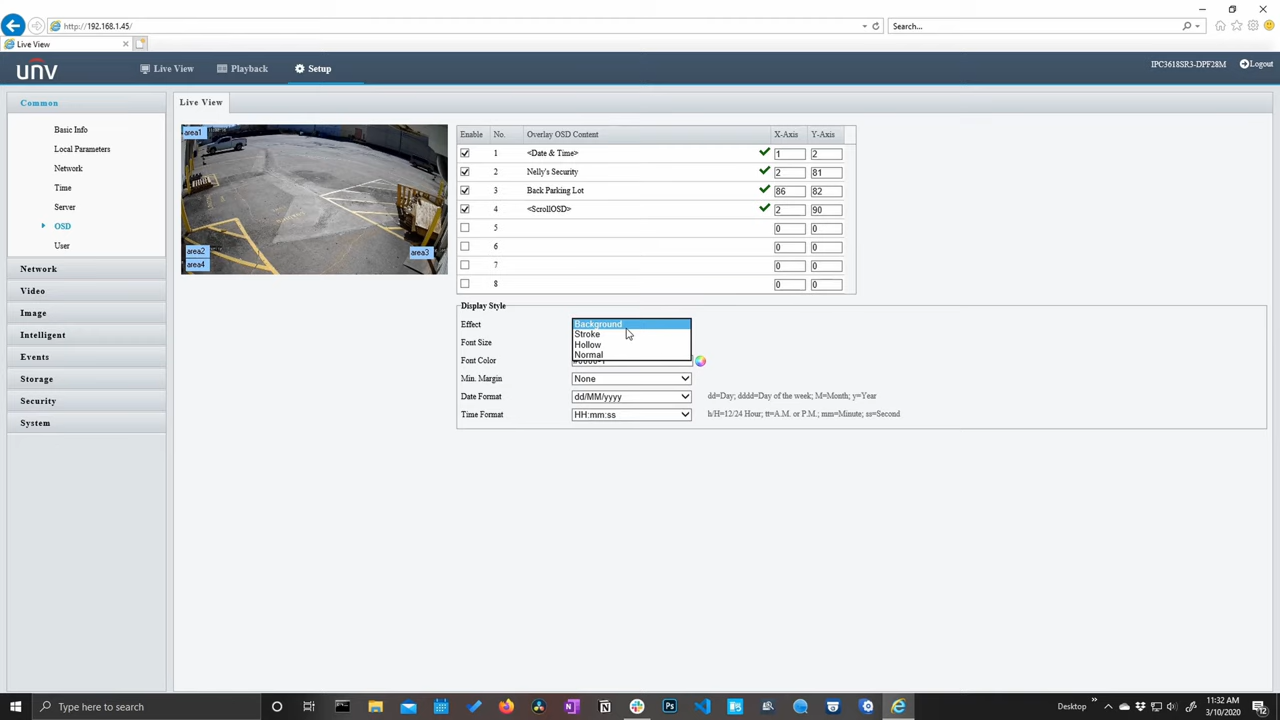 http://192.168.1.45/
Search...
Live View
unv
Live View
Playback
Setup
IPC3618SR3-DPF28M
Logout
Common
Basic Info
Local Parameters
Network
Time
Server
OSD
User
Network
Video
Image
Intelligent
Events
Storage
Security
System
Live View
area1
area2
area3
area4
Enable No. Overlay OSD Content X-Axis Y-Axis
1 <Date & Time> 1 2
2 Nelly's Security 2 81
3 Back Parking Lot 86 82
4 <ScrollOSD> 2 90
5 0 0
6 0 0
7 0 0
8 0 0
Display Style
Effect
Background
Stroke
Hollow
Normal
Font Size
Font Color
Min. Margin None
Date Format dd/MM/yyyy dd=Day; dddd=Day of the week; M=Month; y=Year
Time Format HH:mm:ss h/H=12/24 Hour; tt=A.M. or P.M.; mm=Minute; ss=Second
Type here to search
Desktop
11:32 AM
3/10/2020